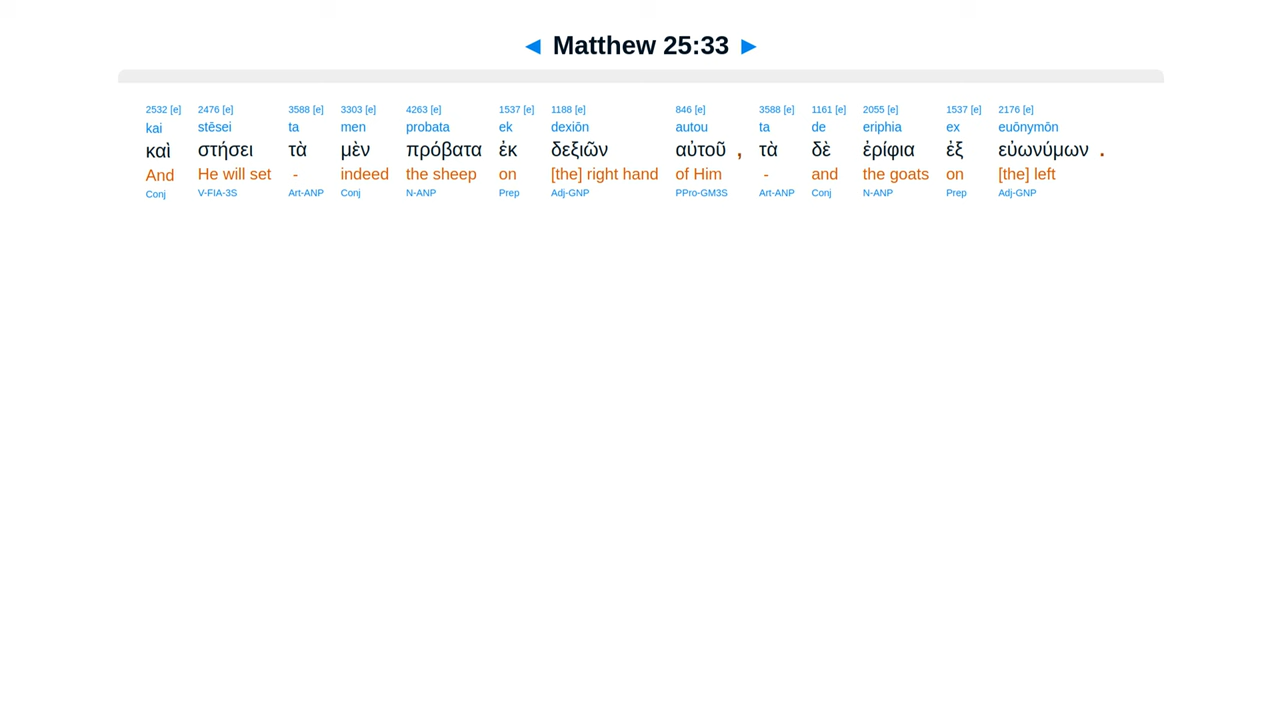 ◄ Matthew 25:33 ►
2532 [e] 2476 [e] 3588 [e] 3303 [e] 4263 [e] 1537 [e] 1188 [e] 846 [e] 3588 [e] 1161 [e] 2055 [e] 1537 [e] 2176 [e]
kai stēsei ta men probata ek dexiōn autou ta de eriphia ex euōnymōn
καὶ στήσει τὰ μὲν πρόβατα ἐκ δεξιῶν αὐτοῦ , τὰ δὲ ἐρίφια ἐξ εὐωνύμων .
And He will set - indeed the sheep on [the] right hand of Him - and the goats on [the] left
Conj V-FIA-3S Art-ANP Conj N-ANP Prep Adj-GNP PPro-GM3S Art-ANP Conj N-ANP Prep Adj-GNP